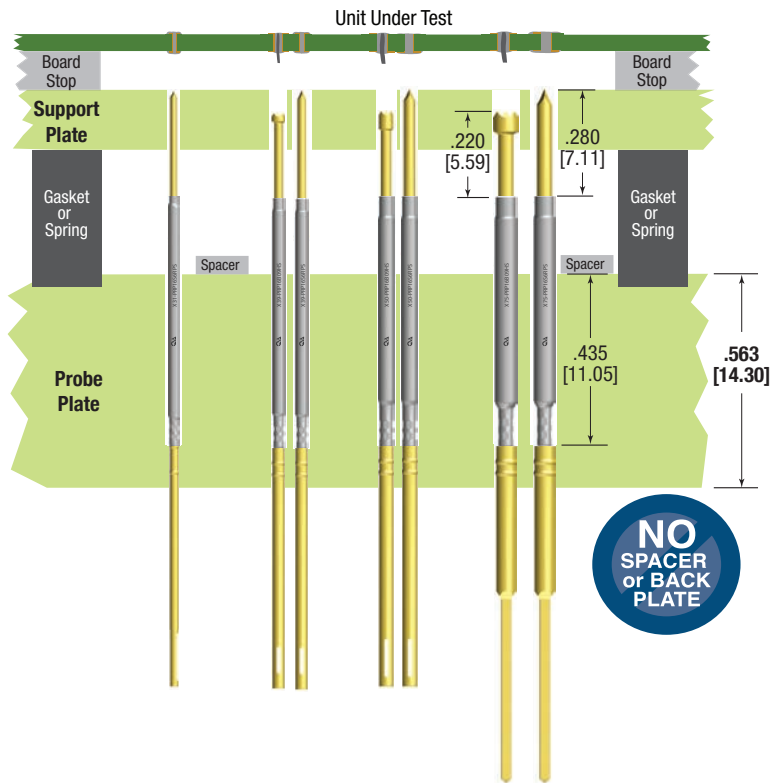 Unit Under Test
Board
Stop
Board
Stop
Support
Plate
.220
[5.59]
.280
[7.11]
Gasket
or
Spring
Gasket
or
Spring
Spacer
Spacer
Probe
Plate
.435
[11.05]
.563
[14.30]
NO
SPACER
or BACK
PLATE